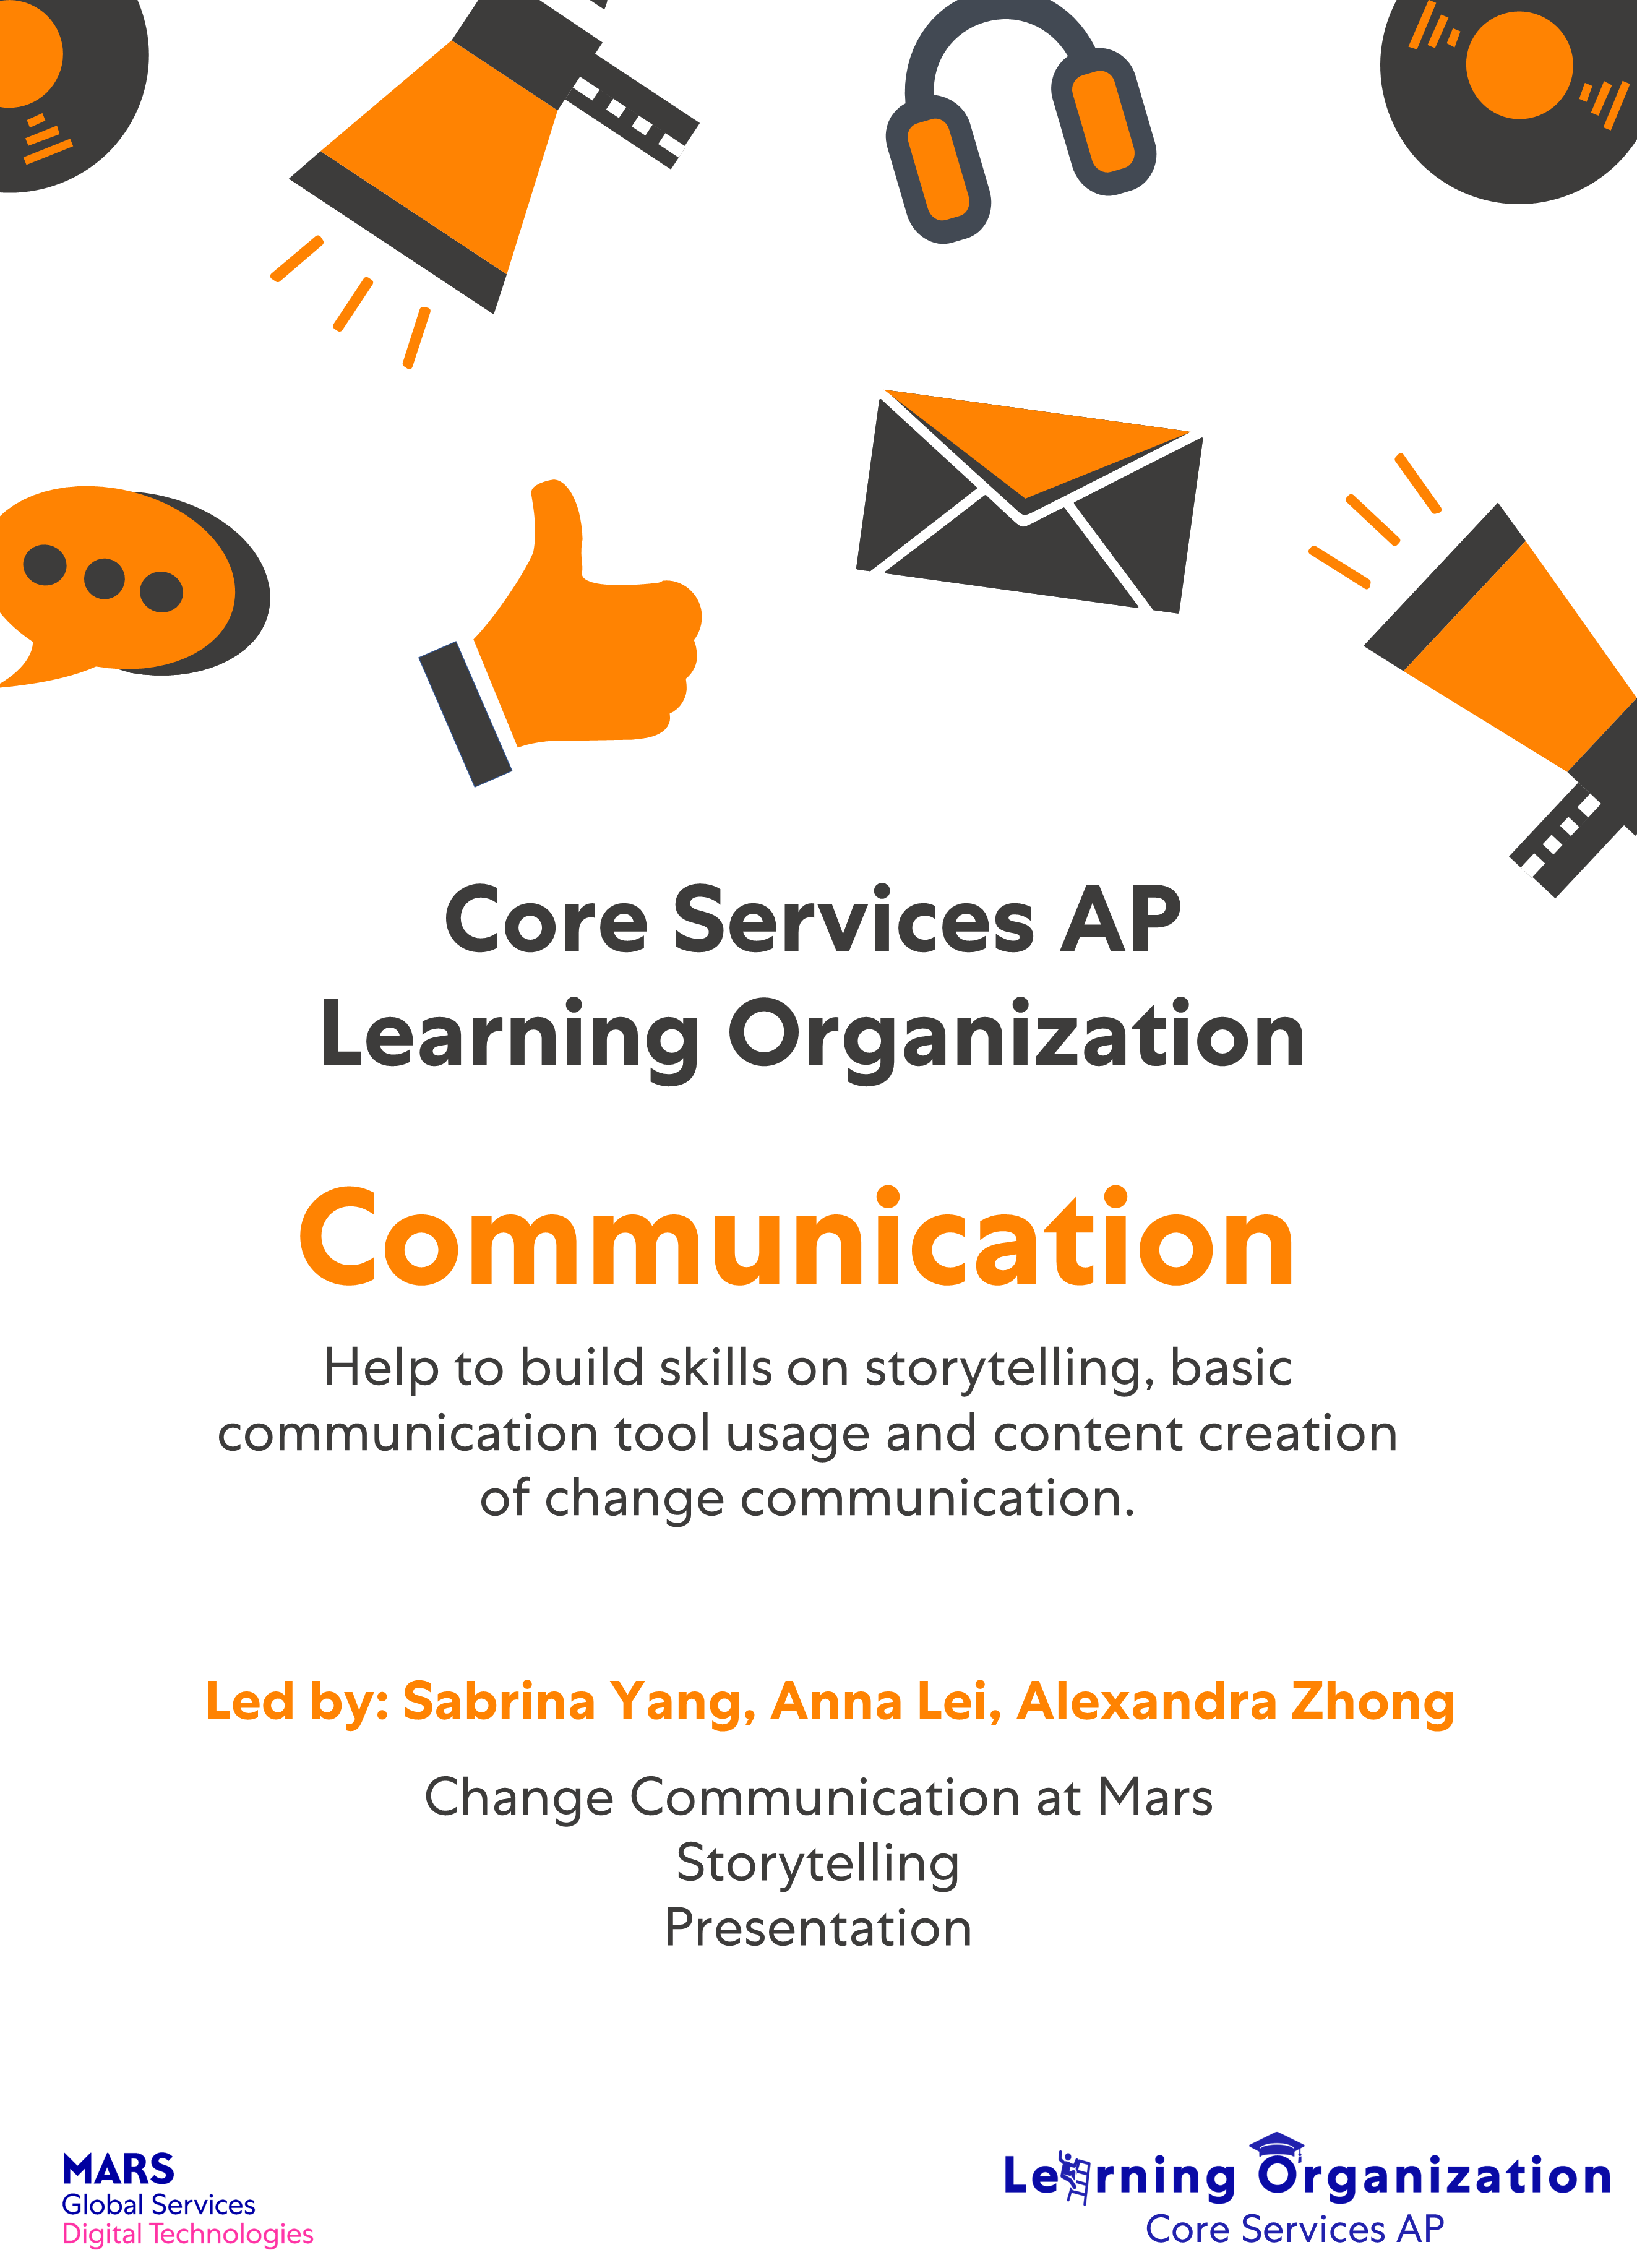 Core Services AP
Learning Organization
Communication
Help to build skills on storytelling, basic
communication tool usage and content creation
of change communication.
Led by: Sabrina Yang, Anna Lei, Alexandra Zhong
Change Communication at Mars
Storytelling
Presentation
MARS
Global Services
Digital Technologies
Learning Organization
Core Services AP